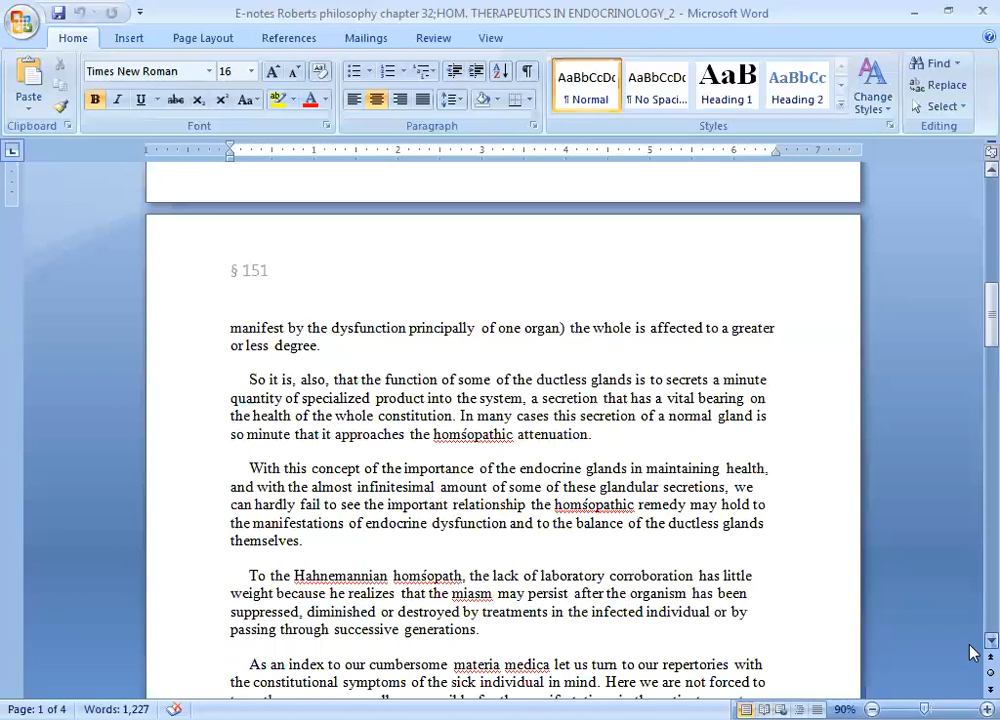 E-notes Roberts philosophy chapter 32;HOM. THERAPEUTICS IN ENDOCRINOLOGY_2 - Microsoft Word
Home Insert Page Layout References Mailings Review View
Paste
Clipboard
Times New Roman 16
Font
Paragraph
AaBbCcDc AaBbCcDc AaBb AaBbCc
¶ Normal ¶ No Spaci... Heading 1 Heading 2
Change Styles
Styles
Find
Replace
Select
Editing
1 1 2 3 4 5 6 7
§ 151
manifest by the dysfunction principally of one organ) the whole is affected to a greater
or less degree.
So it is, also, that the function of some of the ductless glands is to secrets a minute
quantity of specialized product into the system, a secretion that has a vital bearing on
the health of the whole constitution. In many cases this secretion of a normal gland is
so minute that it approaches the homśopathic attenuation.
With this concept of the importance of the endocrine glands in maintaining health,
and with the almost infinitesimal amount of some of these glandular secretions, we
can hardly fail to see the important relationship the homśopathic remedy may hold to
the manifestations of endocrine dysfunction and to the balance of the ductless glands
themselves.
To the Hahnemannian homśopath, the lack of laboratory corroboration has little
weight because he realizes that the miasm may persist after the organism has been
suppressed, diminished or destroyed by treatments in the infected individual or by
passing through successive generations.
As an index to our cumbersome materia medica let us turn to our repertories with
the constitutional symptoms of the sick individual in mind. Here we are not forced to
Page: 1 of 4 Words: 1,227 90%